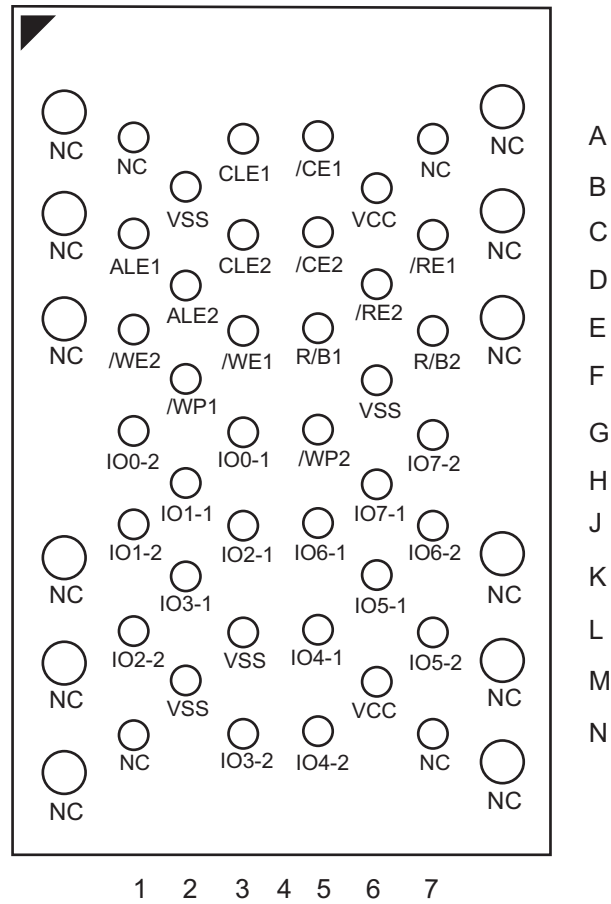 NC NC CLE1 /CE1 NC NC A
VSS VCC B
NC ALE1 CLE2 /CE2 /RE1 NC C
ALE2 /RE2 D
NC /WE2 /WE1 R/B1 R/B2 NC E
/WP1 VSS F
IO0-2 IO0-1 /WP2 IO7-2 G
IO1-1 IO7-1 H
IO1-2 IO2-1 IO6-1 IO6-2 J
NC IO3-1 IO5-1 NC K
IO2-2 VSS IO4-1 IO5-2 L
NC VSS VCC NC M
NC IO3-2 IO4-2 NC N
NC NC
1 2 3 4 5 6 7